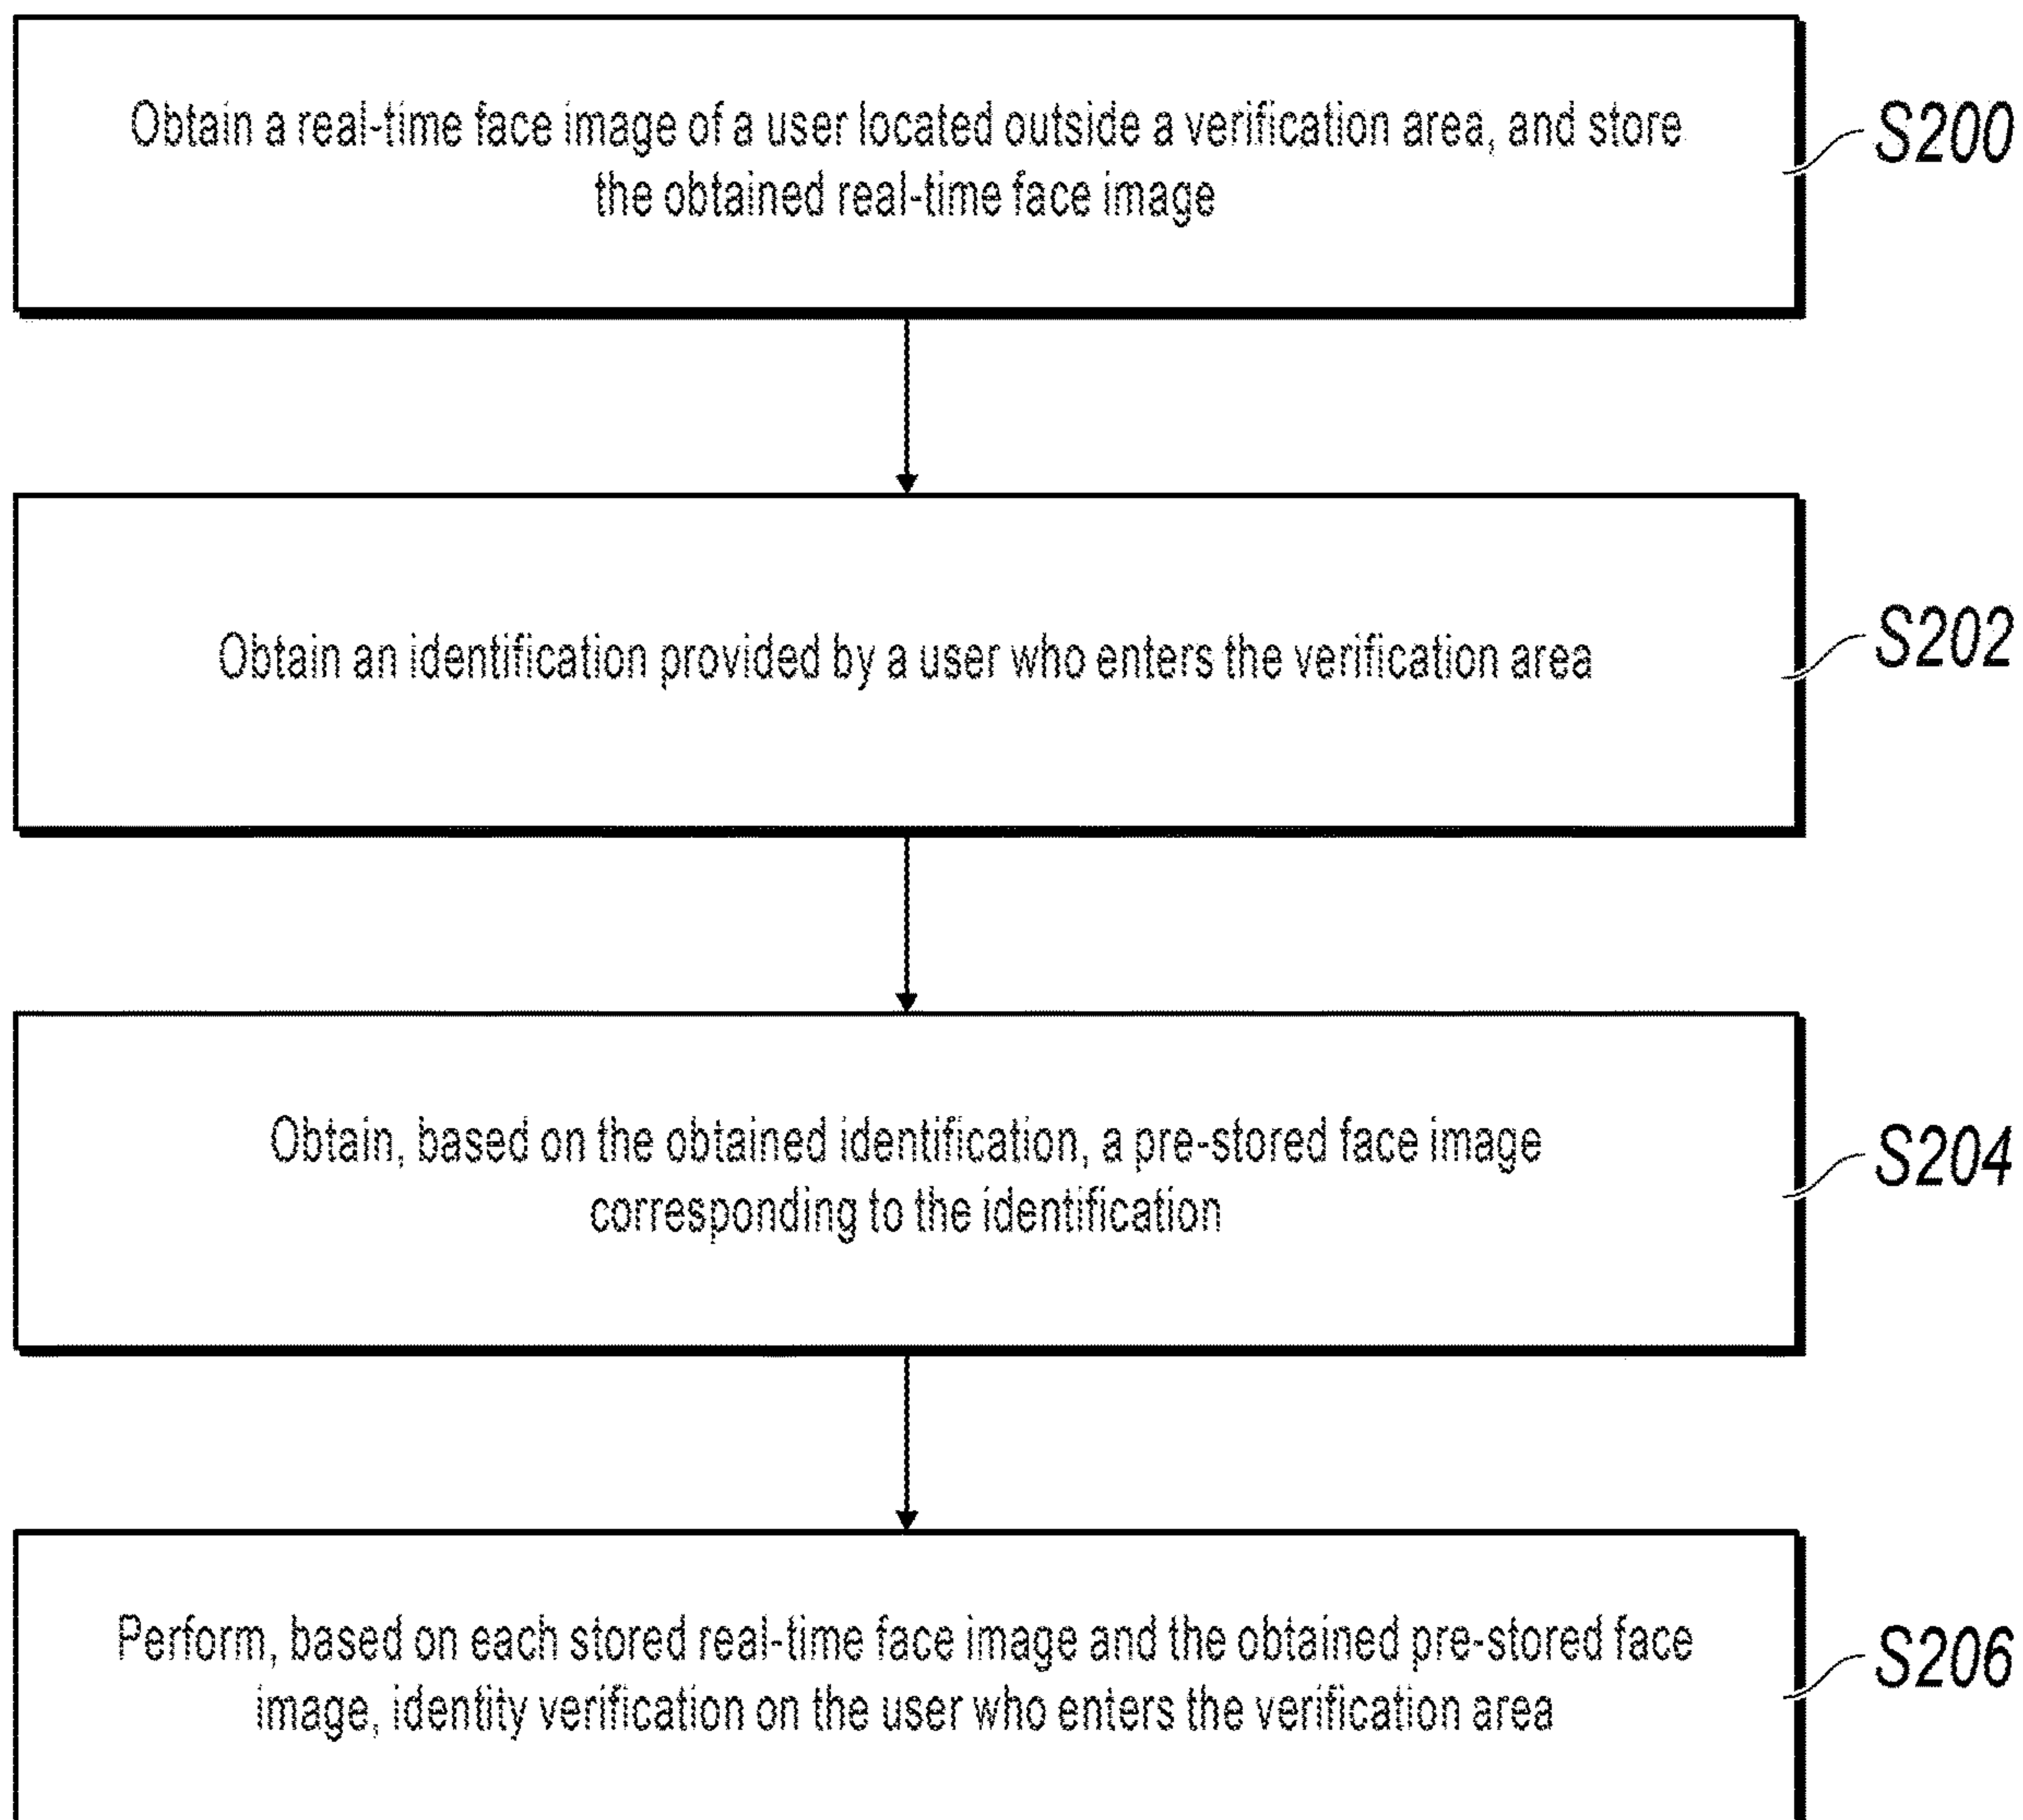 Obtain a real-time face image of a user located outside a verification area, and store
the obtained real-time face image
S200
Obtain an identification provided by a user who enters the verification area
S202
Obtain, based on the obtained identification, a pre-stored face image
corresponding to the identification
S204
Perform, based on each stored real-time face image and the obtained pre-stored face
image, identity verification on the user who enters the verification area
S206